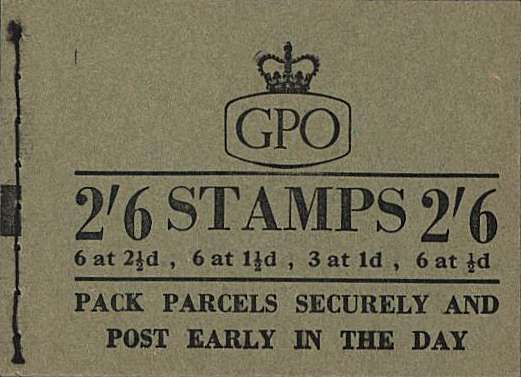 GPO
2'6 STAMPS 2'6
6 at 2½d , 6 at 1½d , 3 at 1d , 6 at ½d
PACK PARCELS SECURELY AND
POST EARLY IN THE DAY